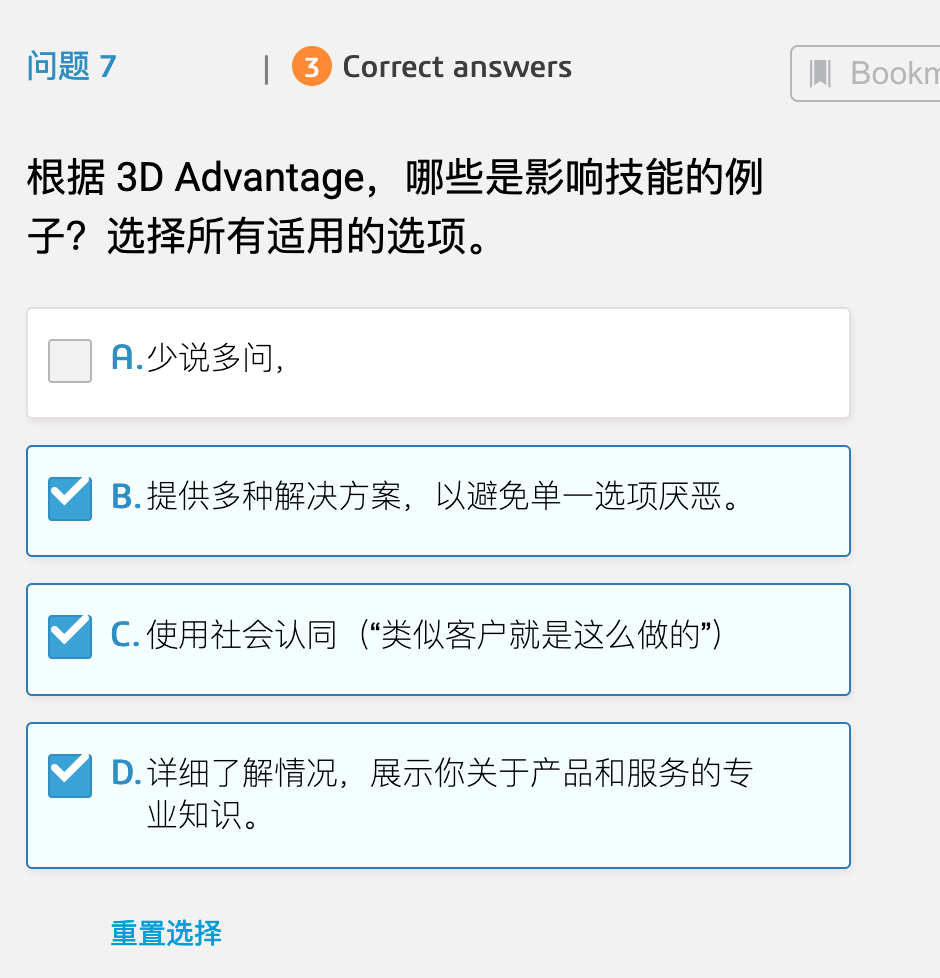 问题 7 | 3 Correct answers
Bookm
根据 3D Advantage，哪些是影响技能的例
子？选择所有适用的选项。
A.少说多问，
B.提供多种解决方案，以避免单一选项厌恶。
C.使用社会认同（“类似客户就是这么做的”）
D.详细了解情况，展示你关于产品和服务的专
业知识。
重置选择